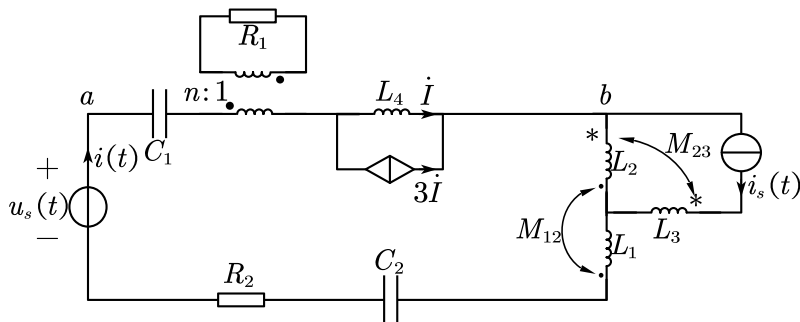 R₁
n:1
a
L₄
İ
b
C₁
i(t)
3İ
*
L₂
M₂₃
+
uₛ(t)
−
*
iₛ(t)
M₁₂
L₁
L₃
R₂
C₂